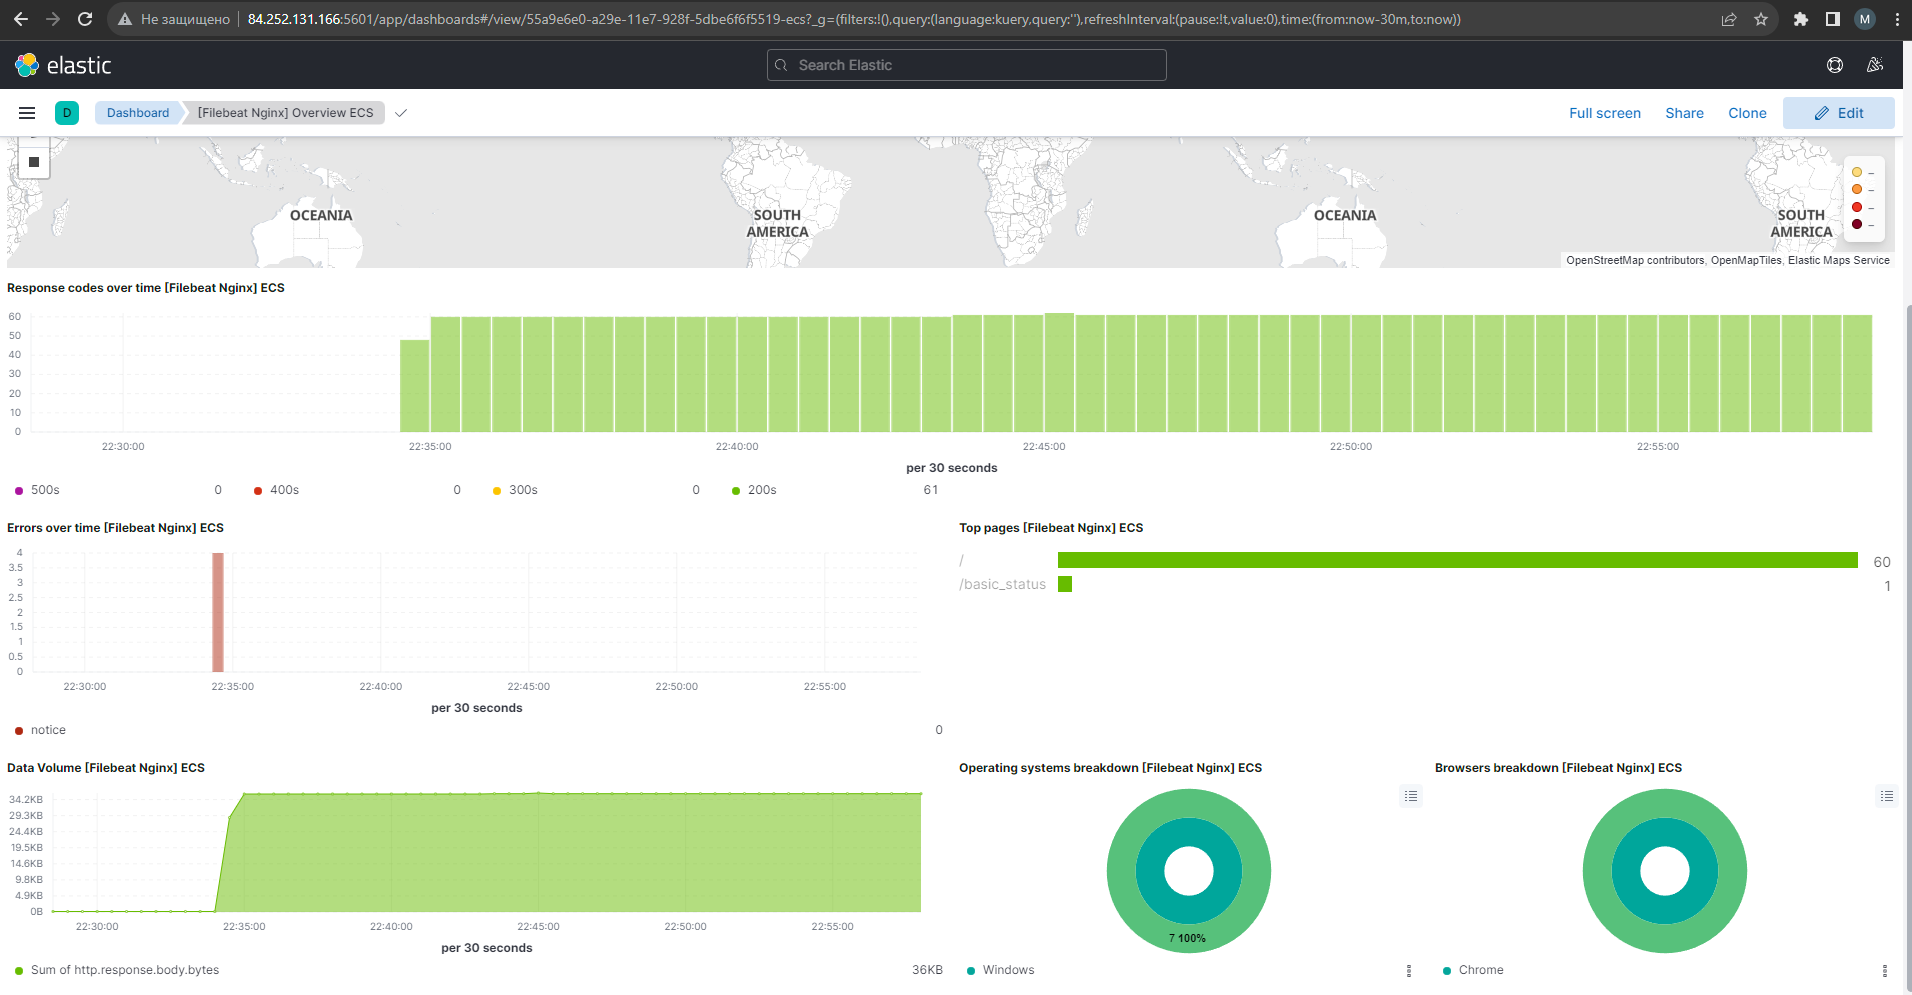 Не защищено 84.252.131.166:5601/app/dashboards#/view/55a9e6e0-a29e-11e7-928f-5dbe6f6f5519-ecs?_g=(filters:!(),query:(language:kuery,query:''),refreshInterval:(pause:!t,value:0),time:(from:now-30m,to:now))
M
elastic
Search Elastic
D
Dashboard
[Filebeat Nginx] Overview ECS
Full screen
Share
Clone
Edit
OCEANIA
SOUTH
AMERICA
OCEANIA
SOUTH
AMERICA
–
–
–
–
OpenStreetMap contributors, OpenMapTiles, Elastic Maps Service
Response codes over time [Filebeat Nginx] ECS
60
50
40
30
20
10
0
22:30:00 22:35:00 22:40:00 22:45:00 22:50:00 22:55:00
per 30 seconds
500s 0 400s 0 300s 0 200s 61
Errors over time [Filebeat Nginx] ECS
4
3.5
3
2.5
2
1.5
1
0.5
0
22:30:00 22:35:00 22:40:00 22:45:00 22:50:00 22:55:00
per 30 seconds
notice 0
Top pages [Filebeat Nginx] ECS
/ 60
/basic_status 1
Data Volume [Filebeat Nginx] ECS
34.2KB
29.3KB
24.4KB
19.5KB
14.6KB
9.8KB
4.9KB
0B
22:30:00 22:35:00 22:40:00 22:45:00 22:50:00 22:55:00
per 30 seconds
Sum of http.response.body.bytes 36KB
Operating systems breakdown [Filebeat Nginx] ECS
7 100%
Windows
Browsers breakdown [Filebeat Nginx] ECS
Chrome